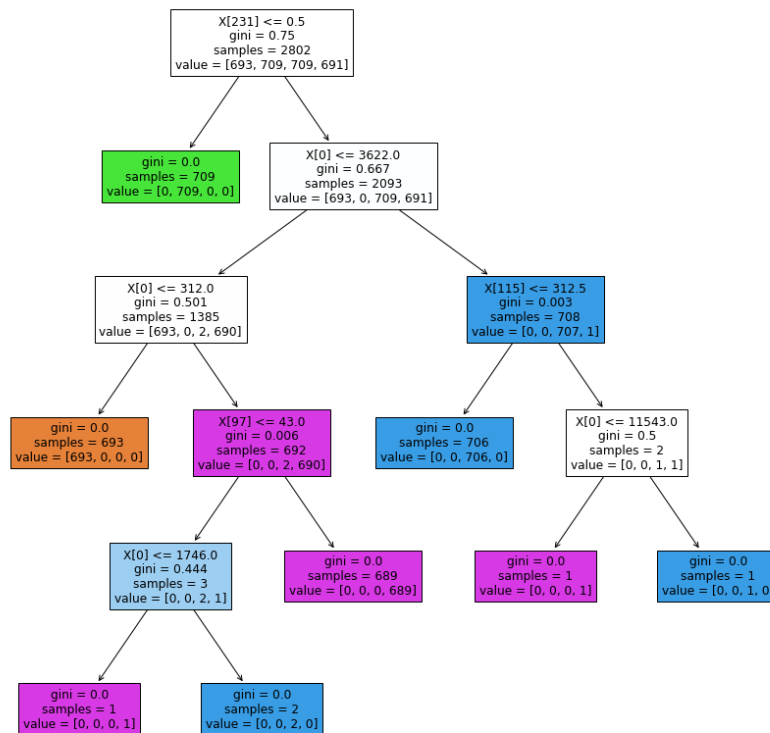 X[231] <= 0.5
gini = 0.75
samples = 2802
value = [693, 709, 709, 691]
gini = 0.0
samples = 709
value = [0, 709, 0, 0]
X[0] <= 3622.0
gini = 0.667
samples = 2093
value = [693, 0, 709, 691]
X[0] <= 312.0
gini = 0.501
samples = 1385
value = [693, 0, 2, 690]
X[115] <= 312.5
gini = 0.003
samples = 708
value = [0, 0, 707, 1]
gini = 0.0
samples = 693
value = [693, 0, 0, 0]
X[97] <= 43.0
gini = 0.006
samples = 692
value = [0, 0, 2, 690]
gini = 0.0
samples = 706
value = [0, 0, 706, 0]
X[0] <= 11543.0
gini = 0.5
samples = 2
value = [0, 0, 1, 1]
X[0] <= 1746.0
gini = 0.444
samples = 3
value = [0, 0, 2, 1]
gini = 0.0
samples = 689
value = [0, 0, 0, 689]
gini = 0.0
samples = 1
value = [0, 0, 0, 1]
gini = 0.0
samples = 1
value = [0, 0, 1, 0
gini = 0.0
samples = 1
value = [0, 0, 0, 1]
gini = 0.0
samples = 2
value = [0, 0, 2, 0]